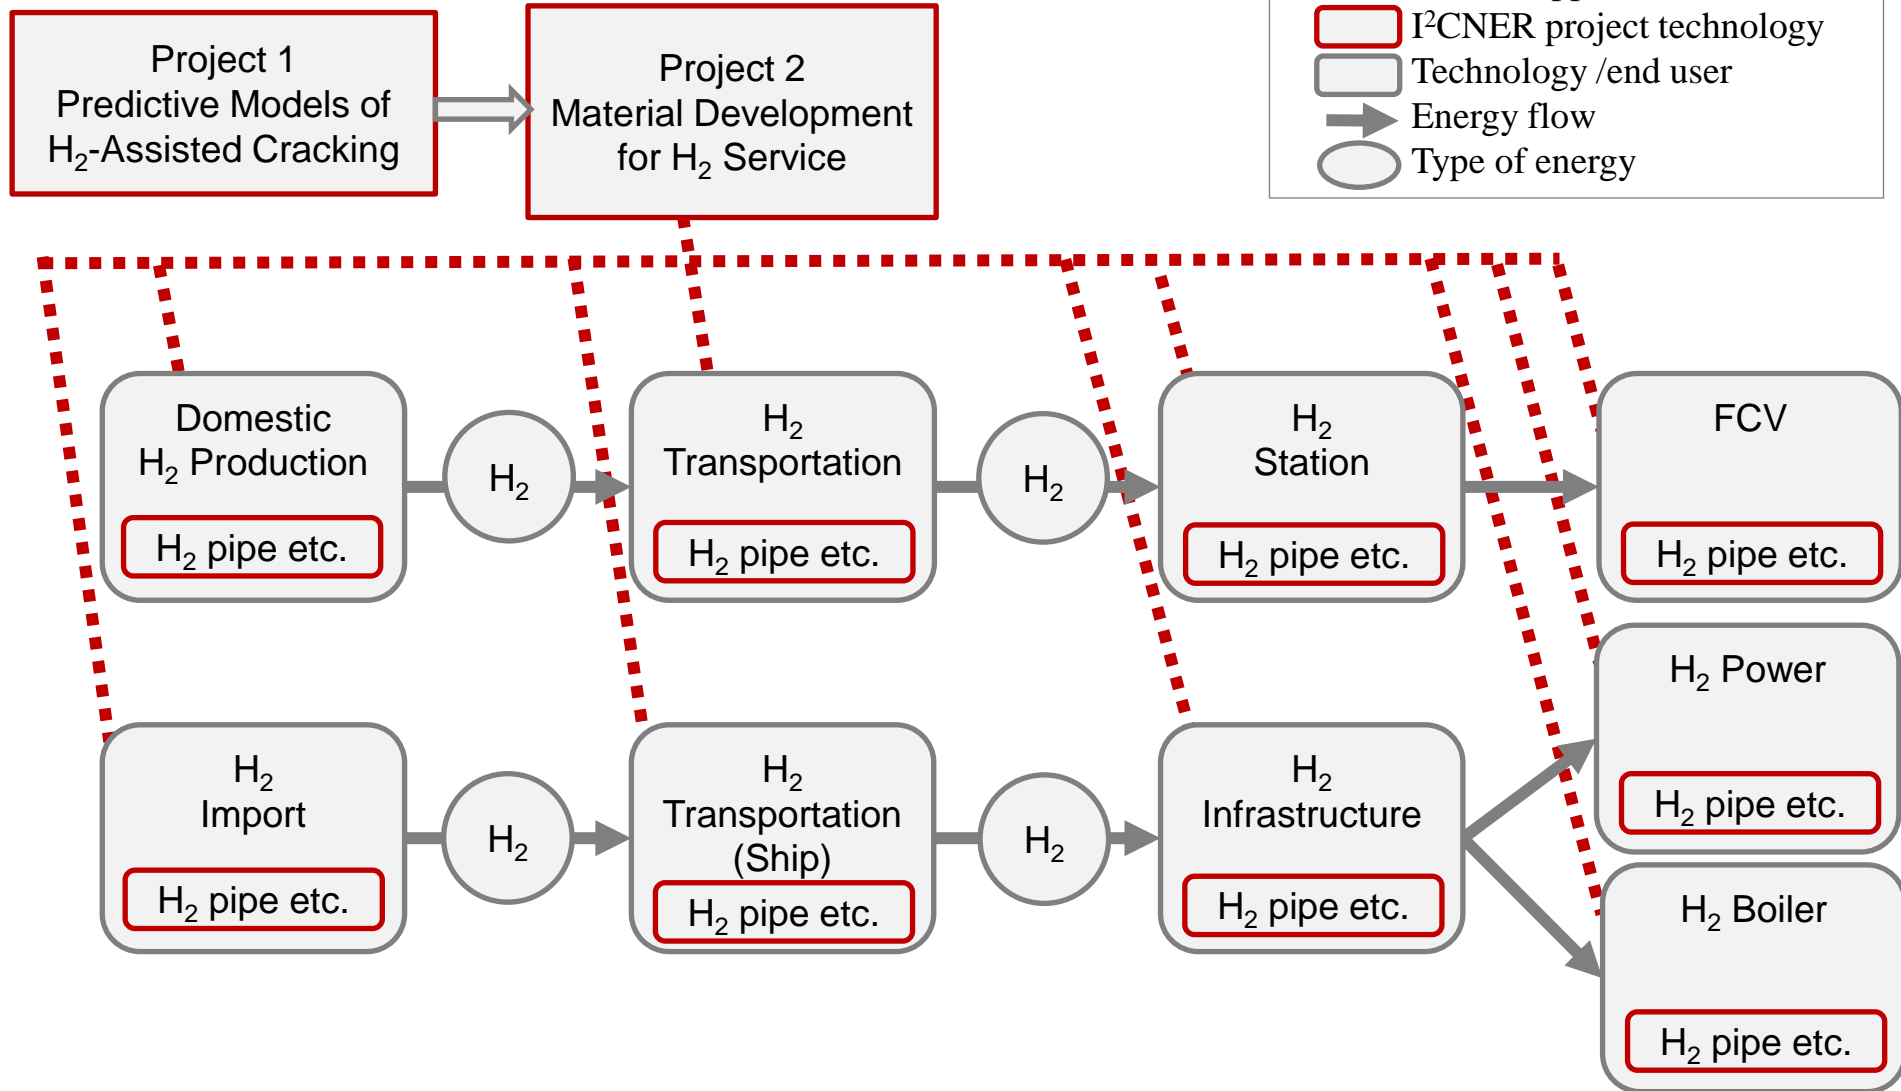 Project 1
Predictive Models of
H₂-Assisted Cracking
Project 2
Material Development
for H₂ Service
I²CNER project technology
Technology /end user
Energy flow
Type of energy
Domestic
H₂ Production
H₂ pipe etc.
H₂
H₂
Transportation
H₂ pipe etc.
H₂
H₂
Station
H₂ pipe etc.
FCV
H₂ pipe etc.
H₂ Power
H₂ pipe etc.
H₂
Import
H₂ pipe etc.
H₂
H₂
Transportation
(Ship)
H₂ pipe etc.
H₂
H₂
Infrastructure
H₂ pipe etc.
H₂ Boiler
H₂ pipe etc.